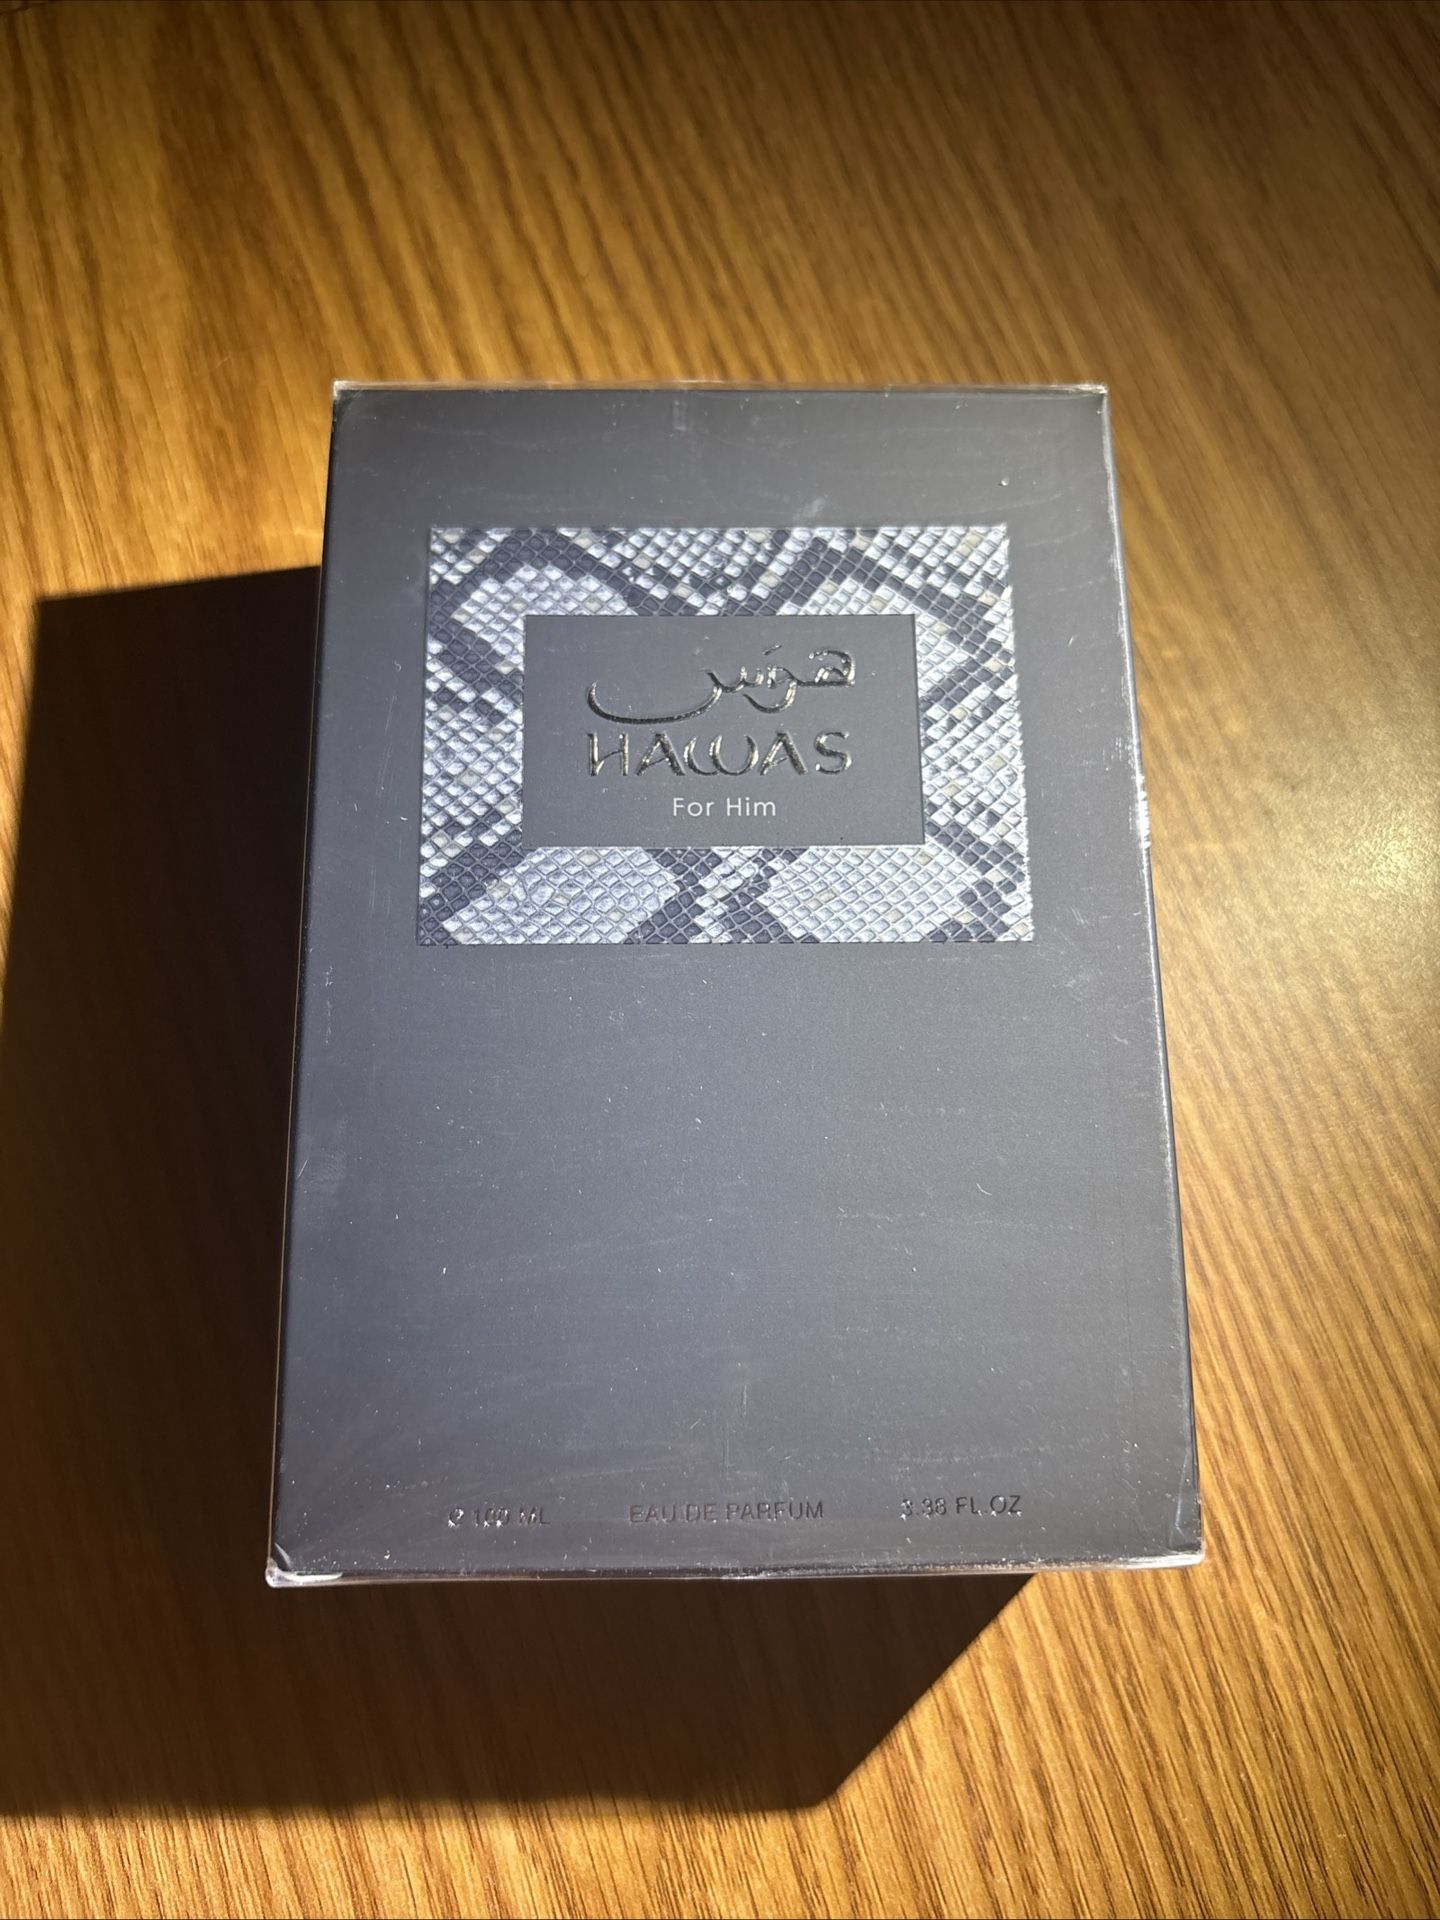 هوس
HAWAS
For Him
e 100 ML EAU DE PARFUM 3.38 FL.OZ